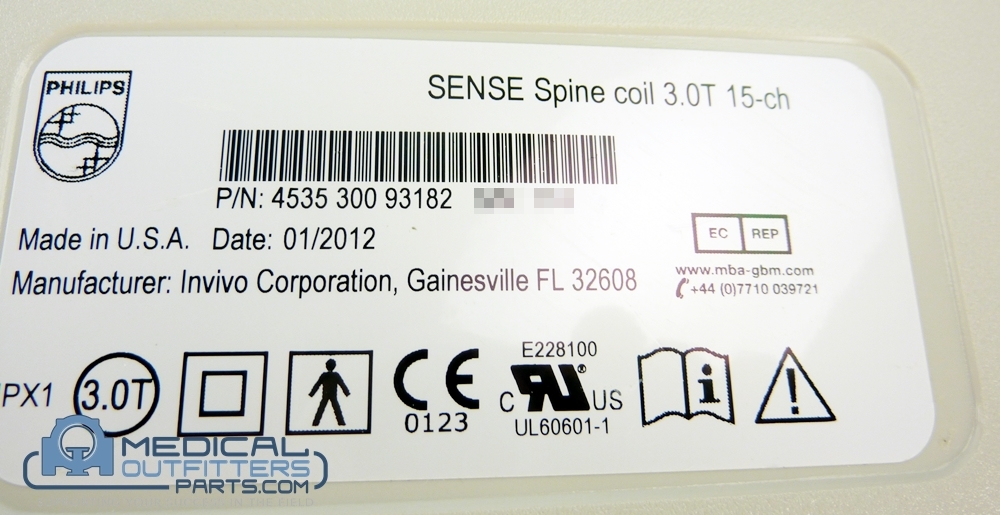 PHILIPS
SENSE Spine coil 3.0T 15-ch
P/N: 4535 300 93182
Made in U.S.A. Date: 01/2012
EC REP
www.mba-gbm.com
Manufacturer: Invivo Corporation, Gainesville FL 32608
+44 (0)7710 039721
IPX1
3.0T
CE
0123
E228100
C RU® US
UL60601-1
i
!
MEDICAL
OUTFITTERS
PARTS.COM